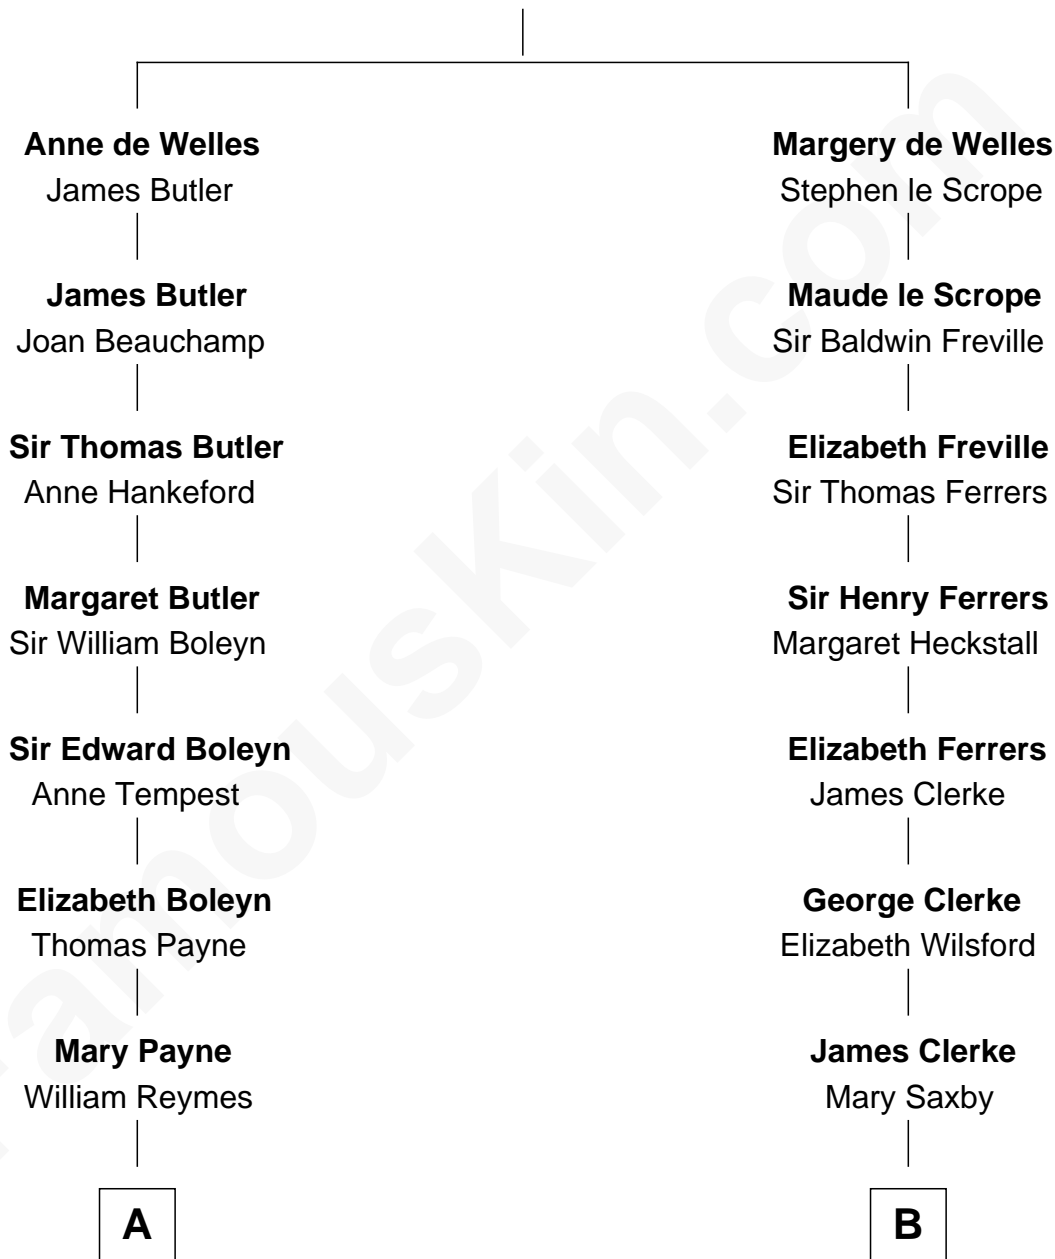 Anne de Welles
James Butler
James Butler
Joan Beauchamp
Sir Thomas Butler
Anne Hankeford
Margaret Butler
Sir William Boleyn
Sir Edward Boleyn
Anne Tempest
Elizabeth Boleyn
Thomas Payne
Mary Payne
William Reymes
A
Margery de Welles
Stephen le Scrope
Maude le Scrope
Sir Baldwin Freville
Elizabeth Freville
Sir Thomas Ferrers
Sir Henry Ferrers
Margaret Heckstall
Elizabeth Ferrers
James Clerke
George Clerke
Elizabeth Wilsford
James Clerke
Mary Saxby
B
FamousKin.com